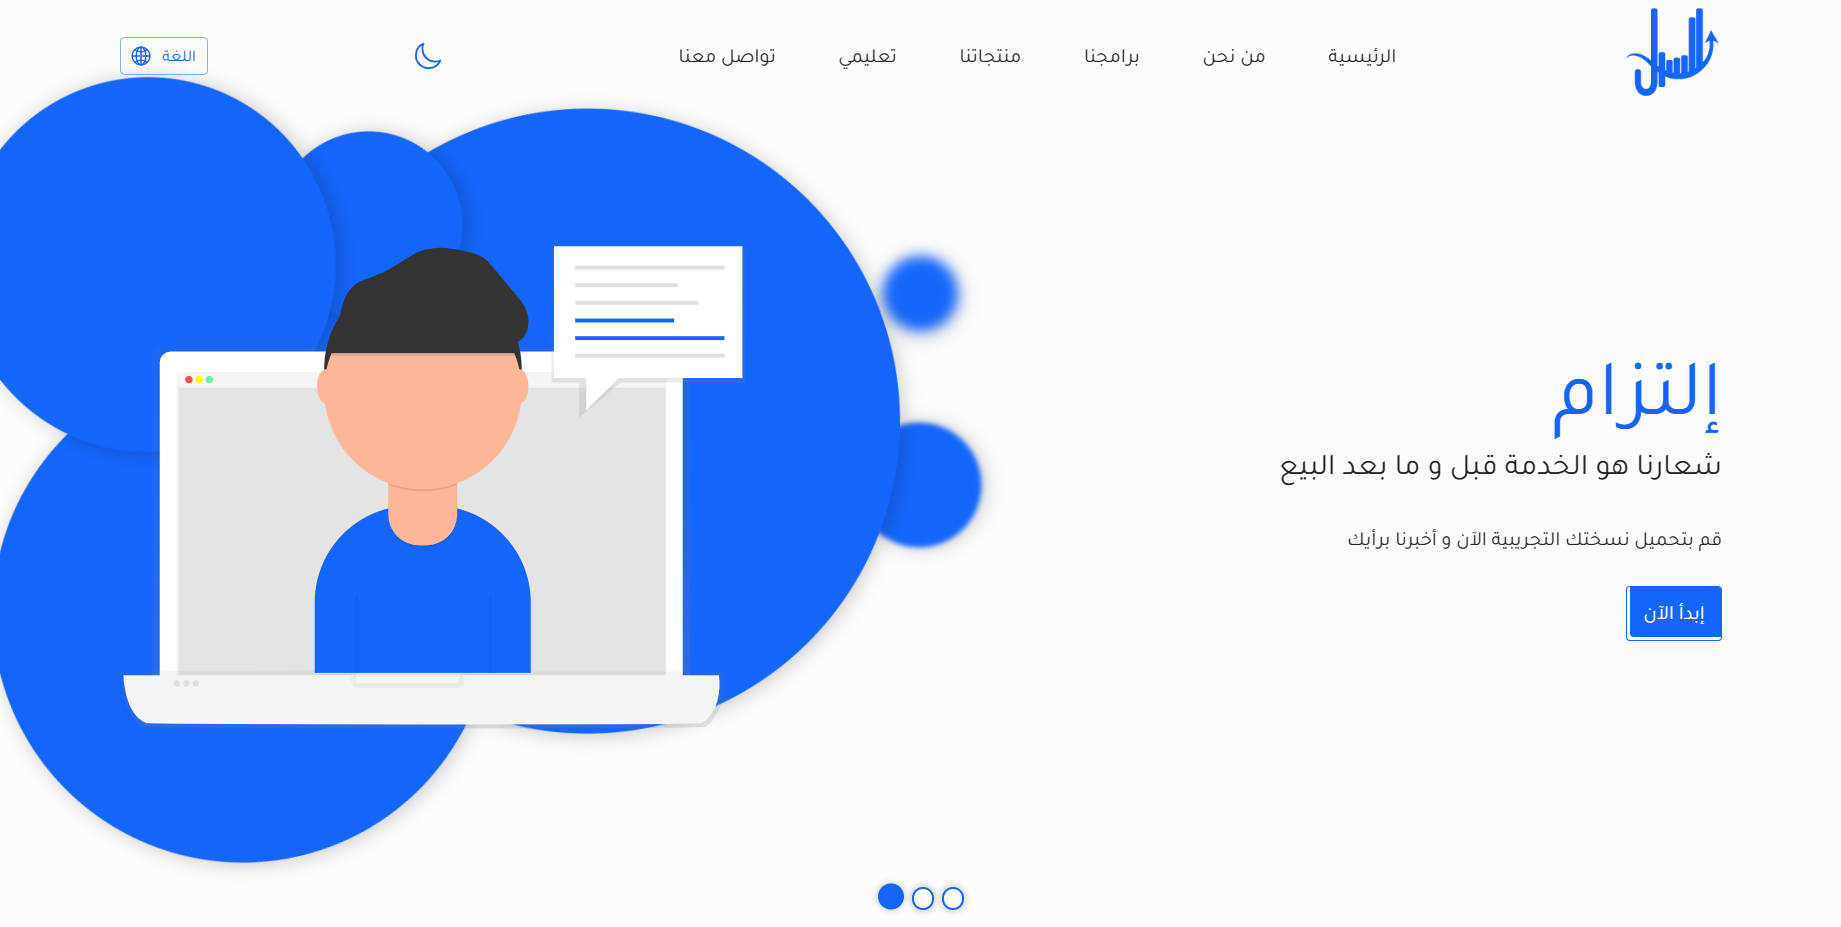 الرئيسية
من نحن
برامجنا
منتجاتنا
تعليمي
تواصل معنا
اللغة
إلتزام
شعارنا هو الخدمة قبل و ما بعد البيع
قم بتحميل نسختك التجريبية الآن و أخبرنا برأيك
إبدأ الآن